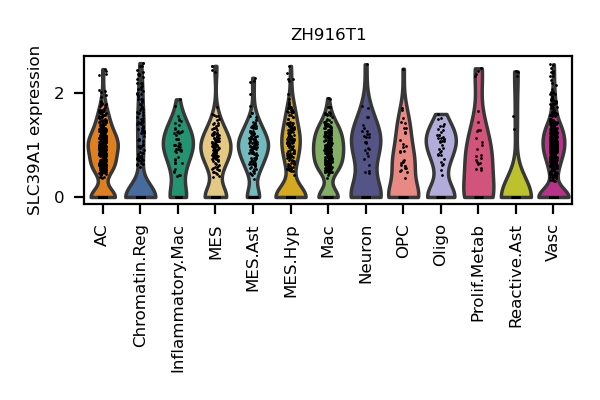 ZH916T1
SLC39A1 expression
2
0
AC
Chromatin.Reg
Inflammatory.Mac
MES
MES.Ast
MES.Hyp
Mac
Neuron
OPC
Oligo
Prolif.Metab
Reactive.Ast
Vasc